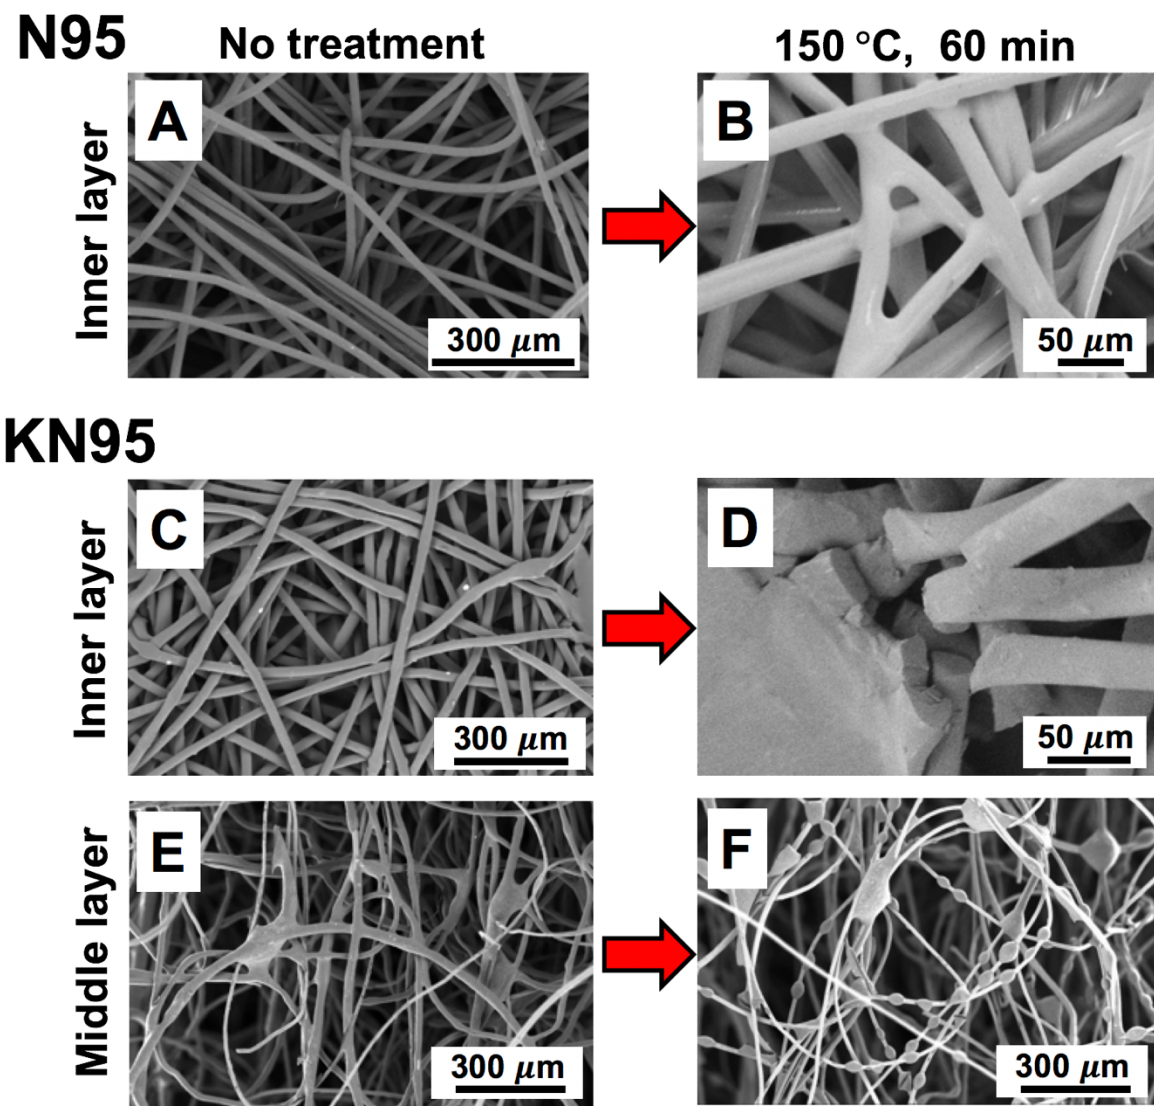 N95
No treatment
150 °C, 60 min
Inner layer
A
300 μm
B
50 μm
KN95
Inner layer
C
300 μm
D
50 μm
Middle layer
E
300 μm
F
300 μm